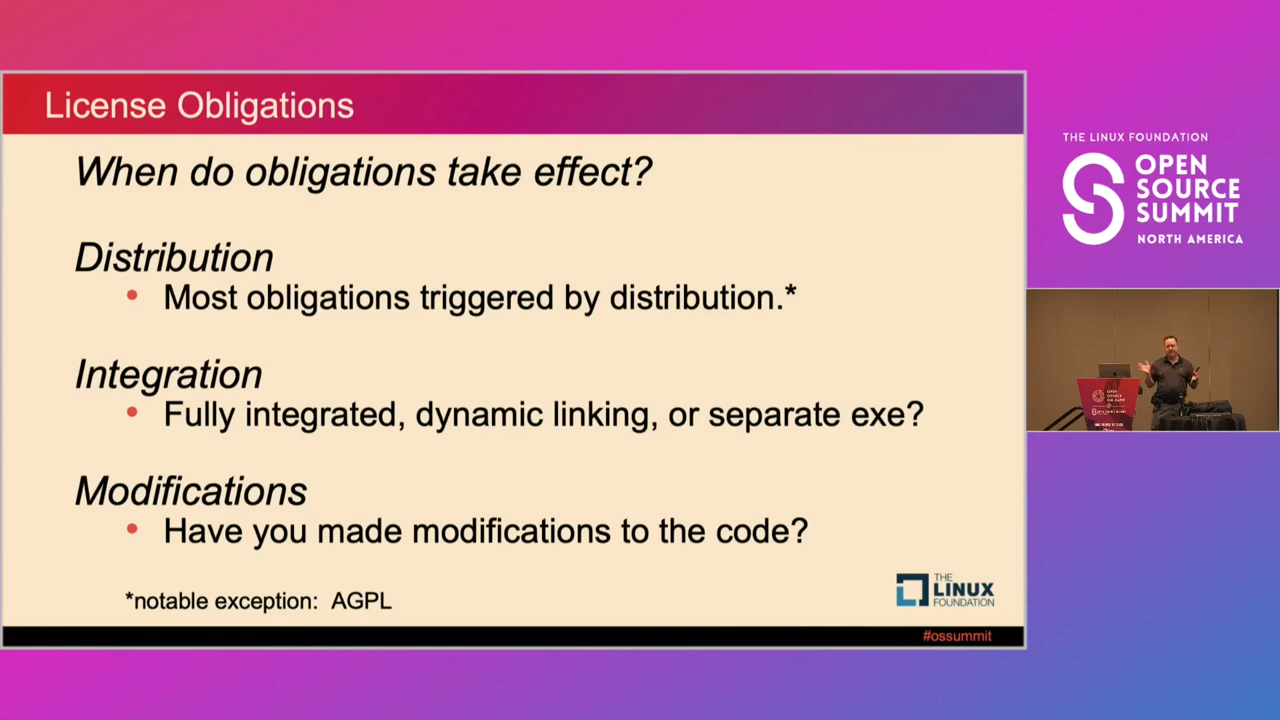 License Obligations
When do obligations take effect?
Distribution
• Most obligations triggered by distribution.*
Integration
• Fully integrated, dynamic linking, or separate exe?
Modifications
• Have you made modifications to the code?
*notable exception: AGPL
THE
LINUX
FOUNDATION
#ossummit
THE LINUX FOUNDATION
OPEN
SOURCE
SUMMIT
NORTH AMERICA
OPEN
SOURCE